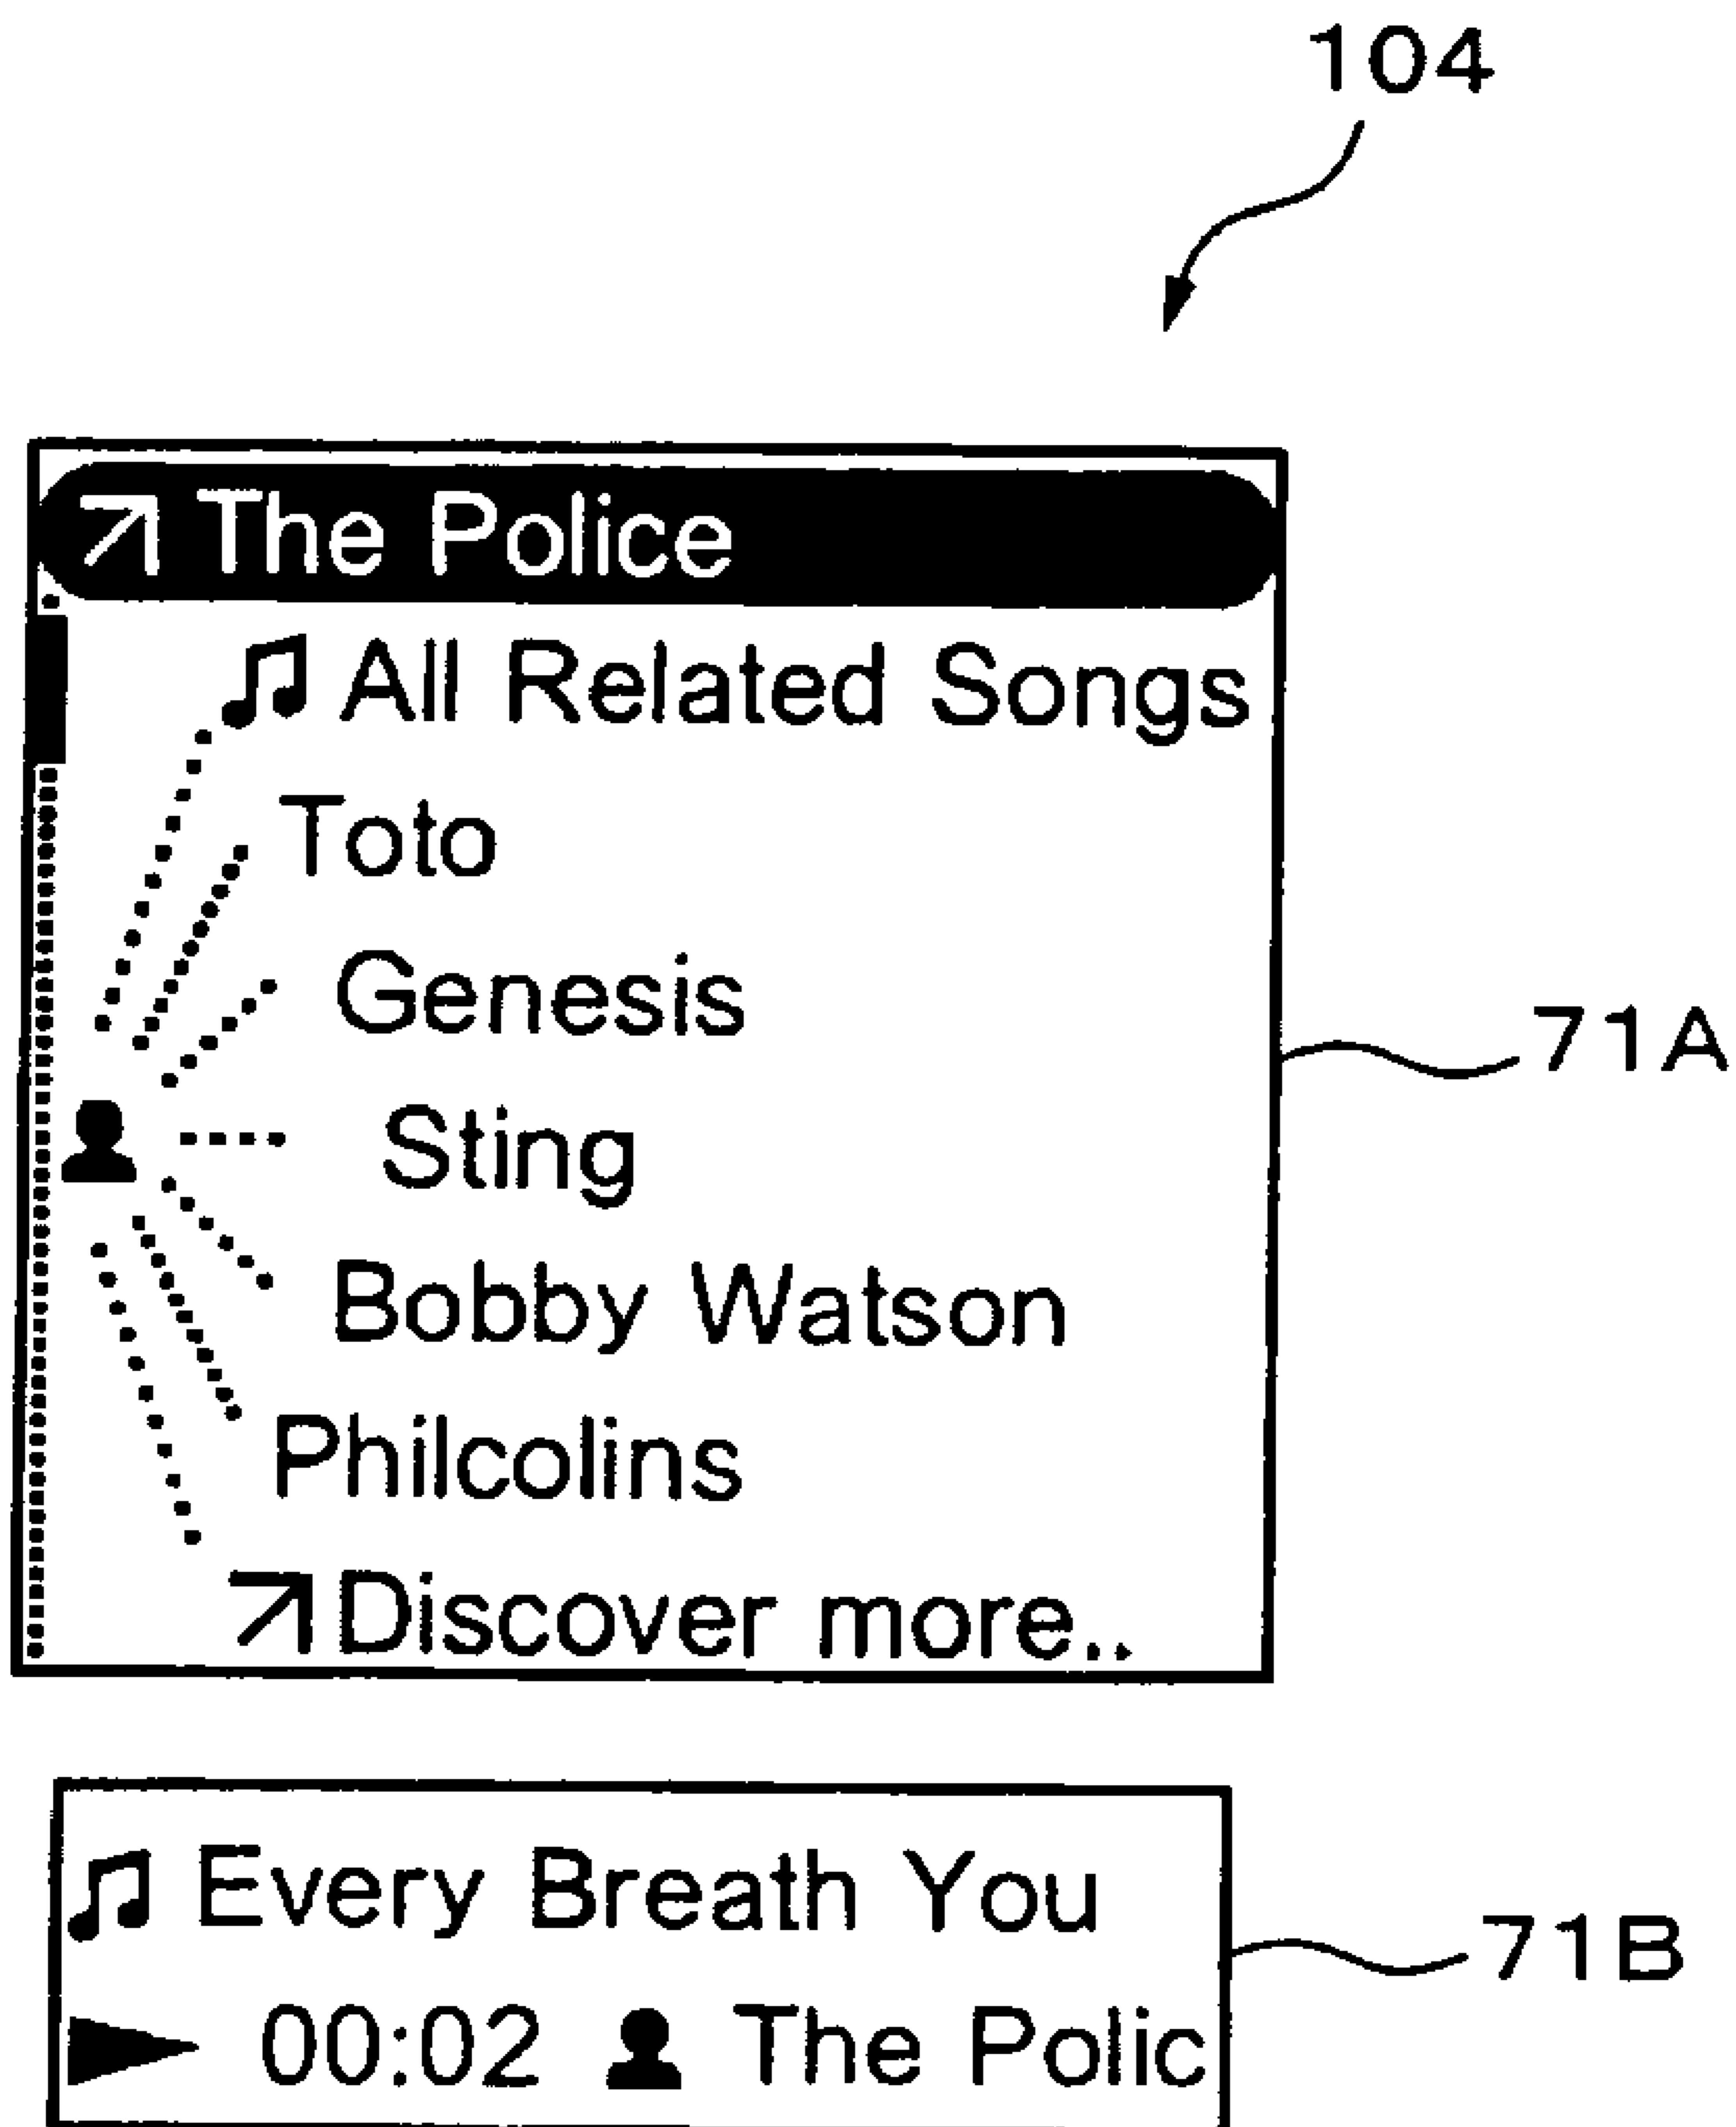 104
The Police
All Related Songs
Toto
Genesis
71A
Sting
Bobby Watson
Philcolins
Discover more..
Every Breath You
71B
00:02 The Polic